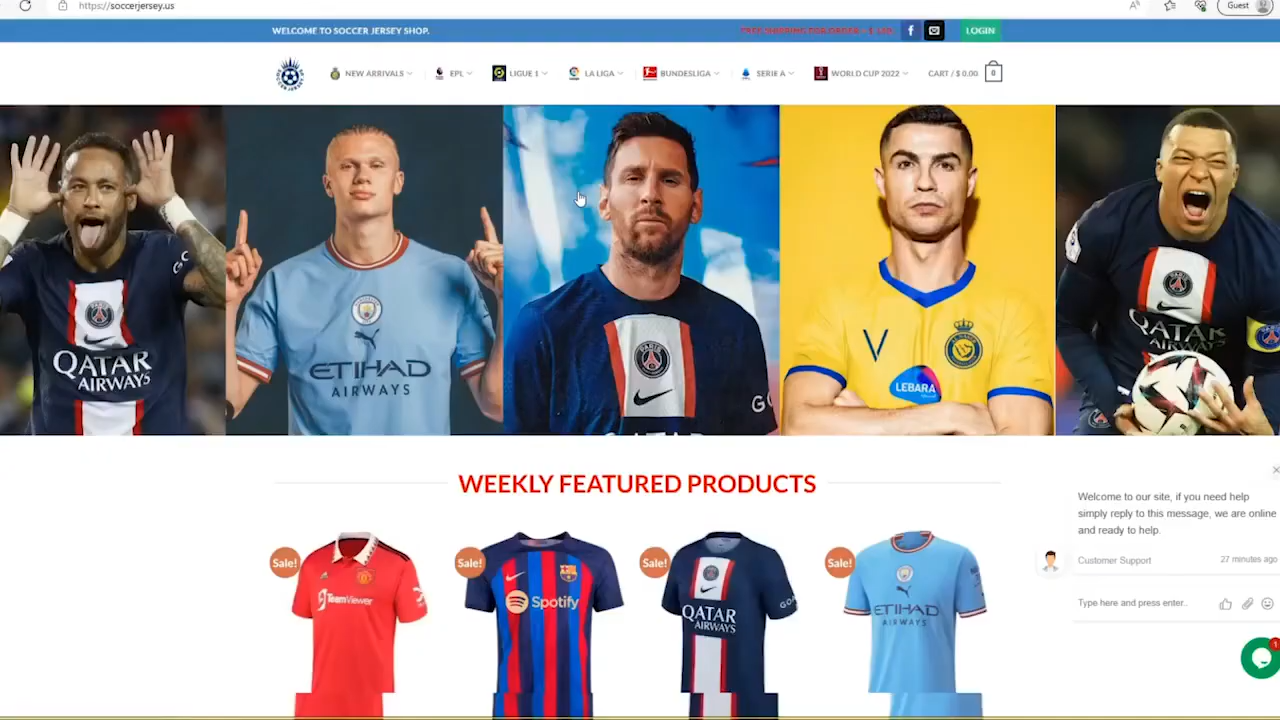 https://soccerjersey.us
Guest
WELCOME TO SOCCER JERSEY SHOP.
LOGIN
NEW ARRIVALS
EPL
LIGUE 1
LA LIGA
BUNDESLIGA
SERIE A
WORLD CUP 2022
CART / $ 0.00
0
QATAR
AIRWAYS
ETIHAD
AIRWAYS
PARIS
GO
V
LEBARA
QATAR
AIRWAYS
WEEKLY FEATURED PRODUCTS
Sale!
TeamViewer
Sale!
Spotify
Sale!
QATAR
AIRWAYS
GOA
Sale!
ETIHAD
AIRWAYS
Welcome to our site, if you need help
simply reply to this message, we are online
and ready to help.
Customer Support
27 minutes ago
Type here and press enter..
1